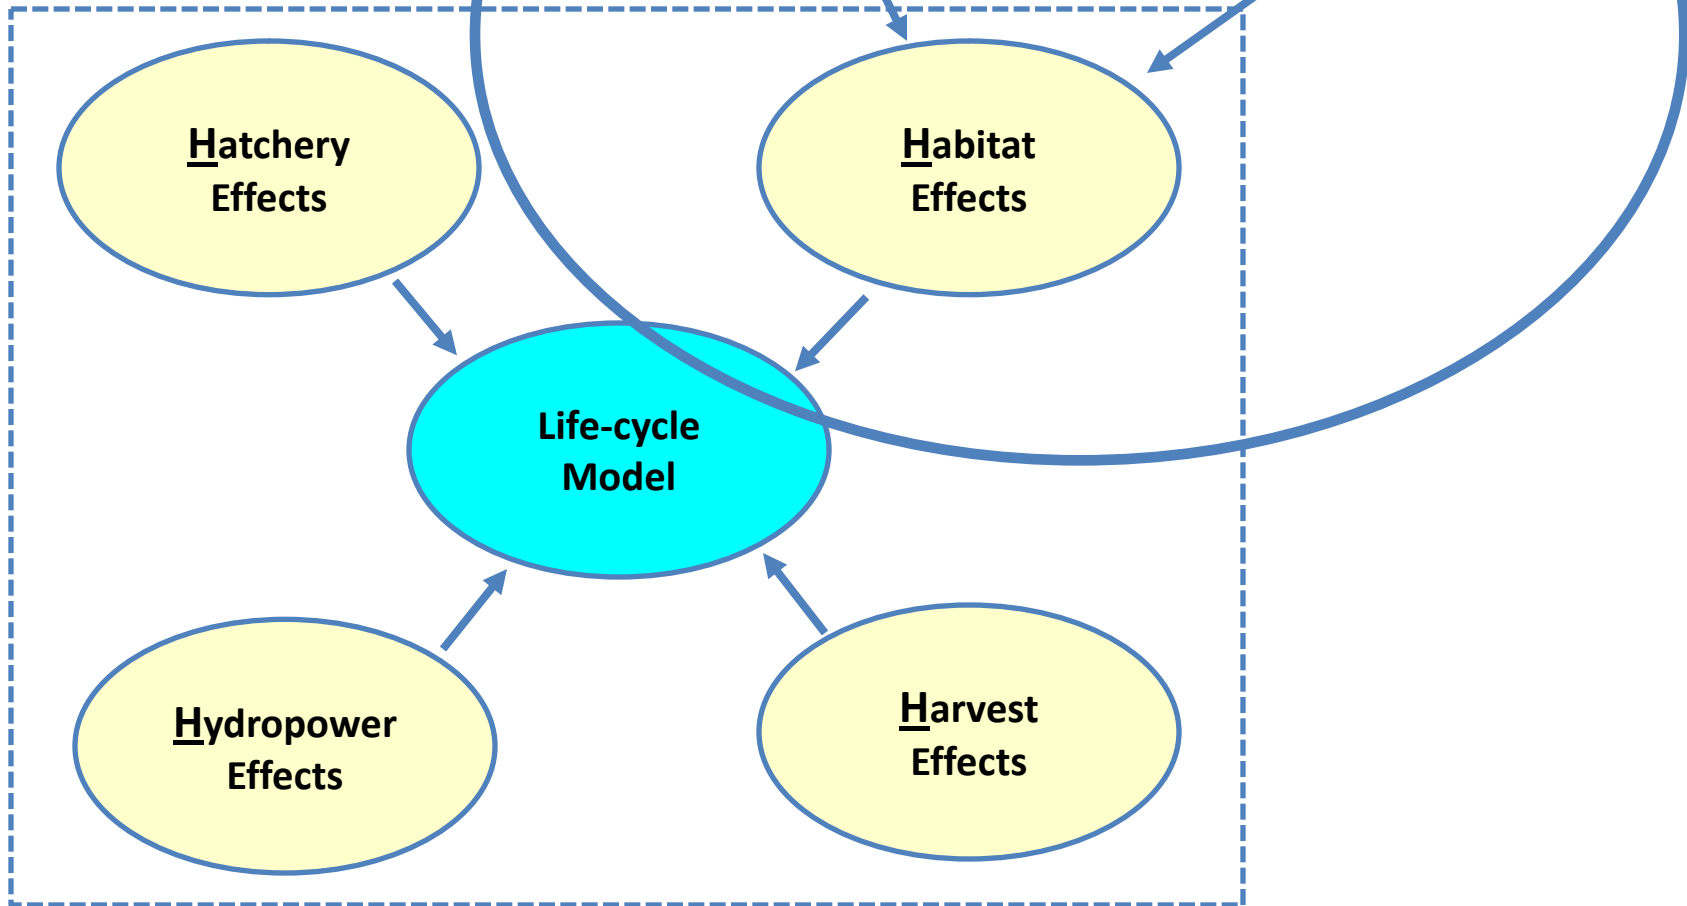 Hatchery
Effects
Habitat
Effects
Life-cycle
Model
Hydropower
Effects
Harvest
Effects